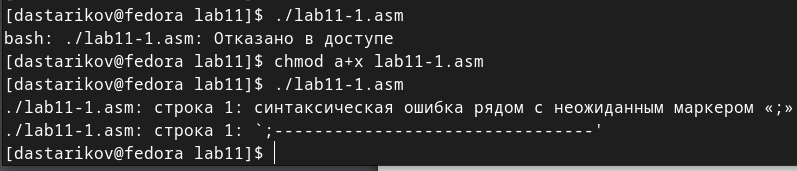 [dastarikov@fedora lab11]$ ./lab11-1.asm
bash: ./lab11-1.asm: Отказано в доступе
[dastarikov@fedora lab11]$ chmod a+x lab11-1.asm
[dastarikov@fedora lab11]$ ./lab11-1.asm
./lab11-1.asm: строка 1: синтаксическая ошибка рядом с неожиданным маркером «;»
./lab11-1.asm: строка 1: `;--------------------------------'
[dastarikov@fedora lab11]$